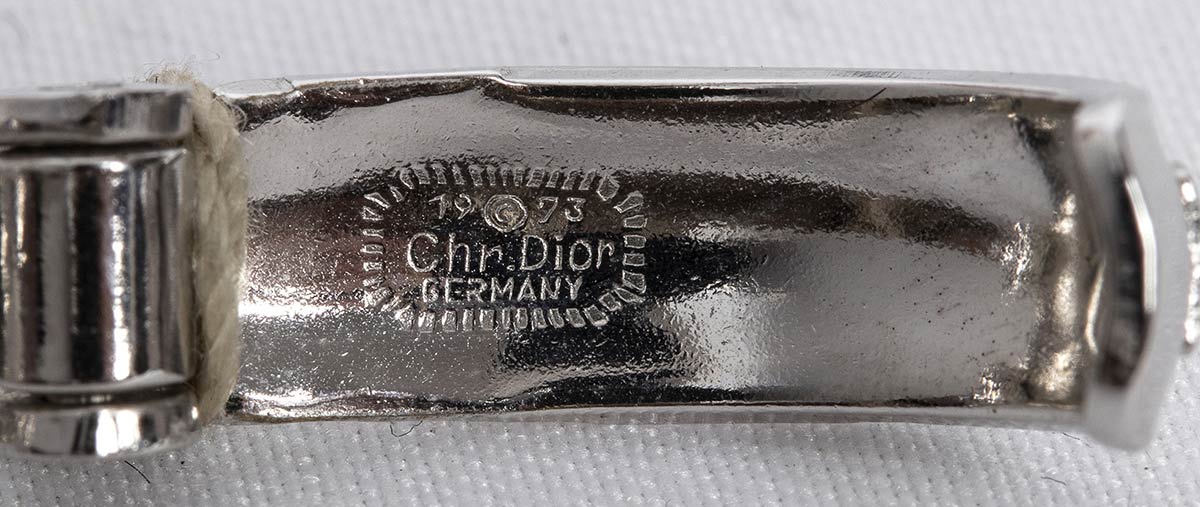 19 © 73
Chr. Dior
GERMANY